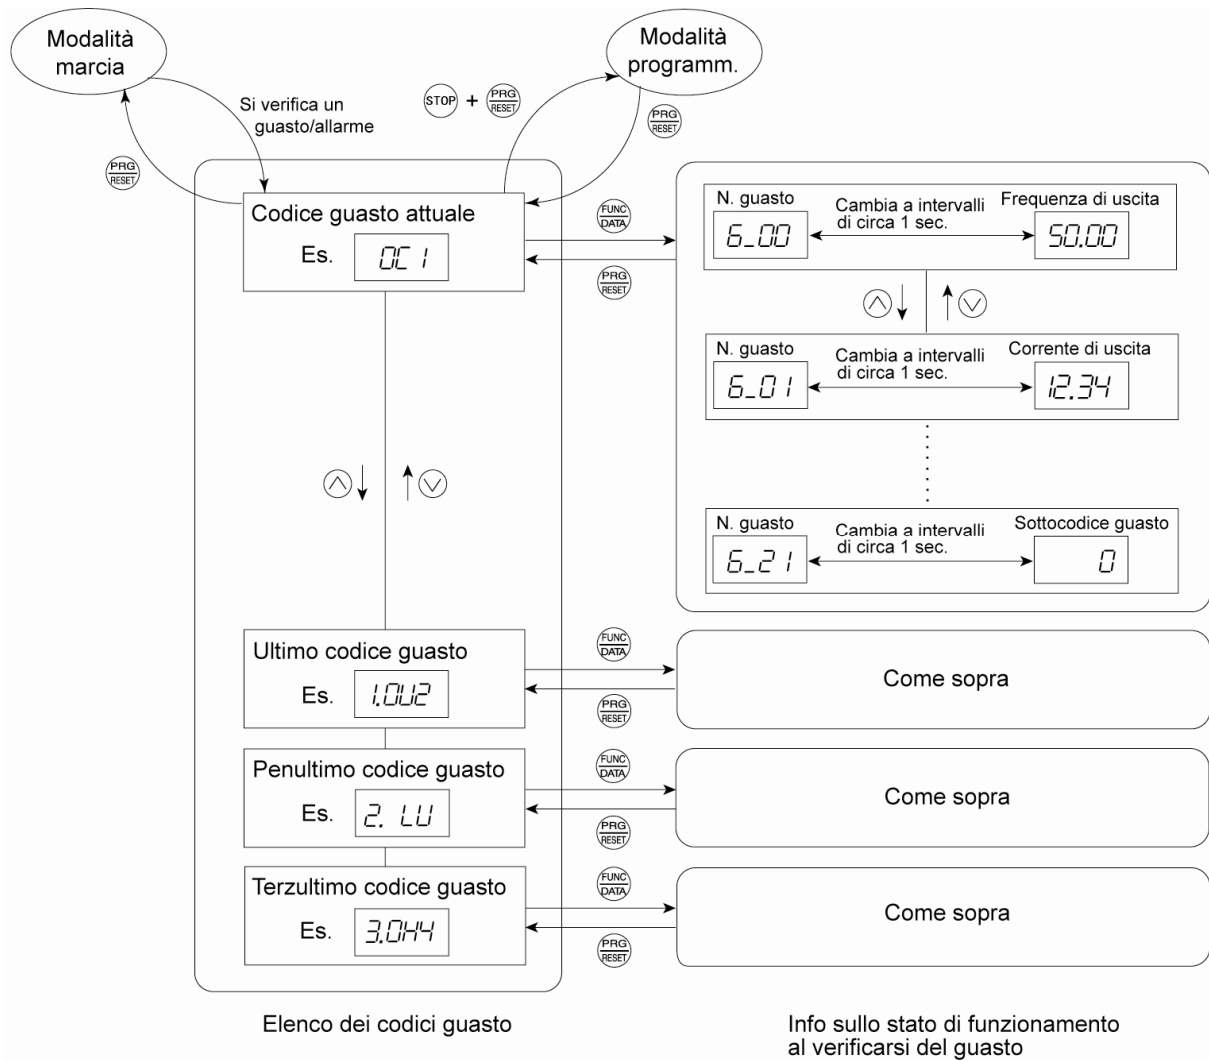 Modalità
marcia
Modalità
programm.
STOP + PRG
RESET
PRG
RESET
Si verifica un
guasto/allarme
PRG
RESET
Codice guasto attuale
Es. OC1
FUNC
DATA
PRG
RESET
N. guasto
6_00
Cambia a intervalli
di circa 1 sec.
Frequenza di uscita
50.00
N. guasto
6_01
Cambia a intervalli
di circa 1 sec.
Corrente di uscita
12.34
N. guasto
6_21
Cambia a intervalli
di circa 1 sec.
Sottocodice guasto
0
Ultimo codice guasto
Es. 1.OU2
FUNC
DATA
PRG
RESET
Come sopra
Penultimo codice guasto
Es. 2. LU
FUNC
DATA
PRG
RESET
Come sopra
Terzultimo codice guasto
Es. 3.OH4
FUNC
DATA
PRG
RESET
Come sopra
Elenco dei codici guasto
Info sullo stato di funzionamento
al verificarsi del guasto